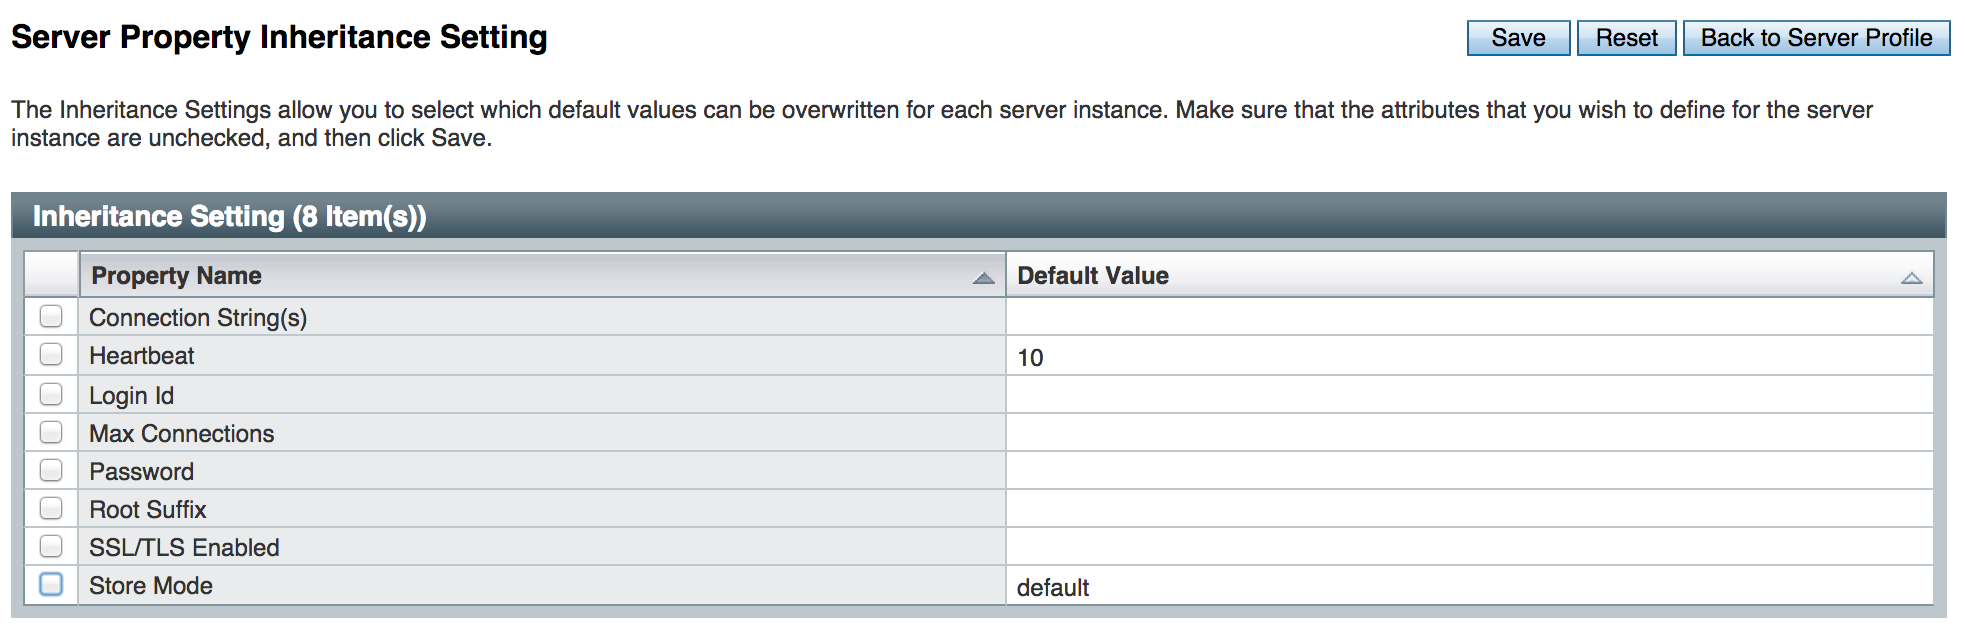 Server Property Inheritance Setting
Save
Reset
Back to Server Profile
The Inheritance Settings allow you to select which default values can be overwritten for each server instance. Make sure that the attributes that you wish to define for the server
instance are unchecked, and then click Save.
Inheritance Setting (8 Item(s))
Property Name
Default Value
Connection String(s)
Heartbeat
10
Login Id
Max Connections
Password
Root Suffix
SSL/TLS Enabled
Store Mode
default